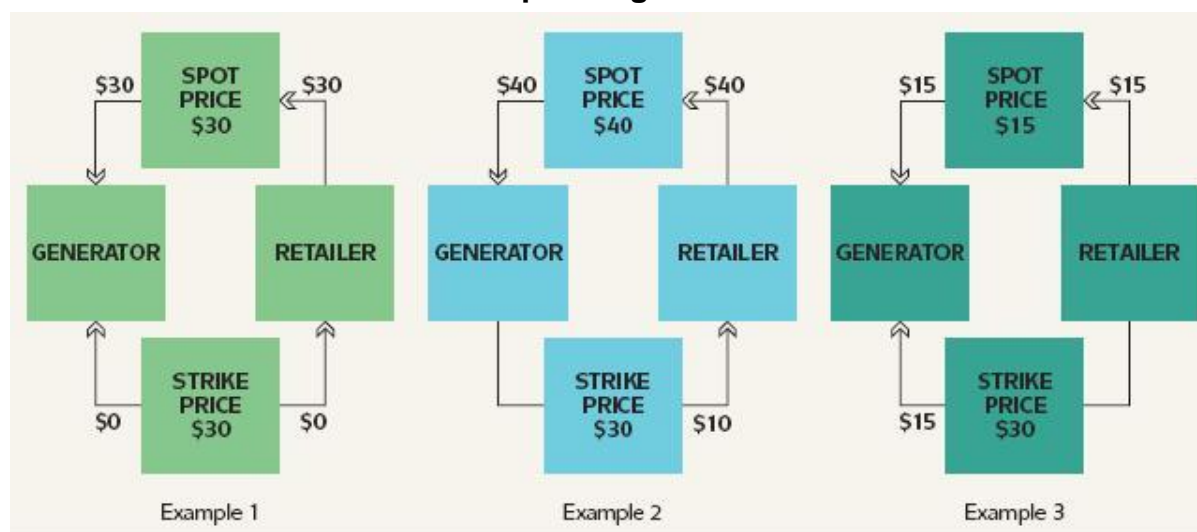 $30
SPOT
PRICE
$30
$30
GENERATOR
RETAILER
$0
STRIKE
PRICE
$30
$0
Example 1
$40
SPOT
PRICE
$40
$40
GENERATOR
RETAILER
STRIKE
PRICE
$30
$10
Example 2
$15
SPOT
PRICE
$15
$15
GENERATOR
RETAILER
$15
STRIKE
PRICE
$30
Example 3